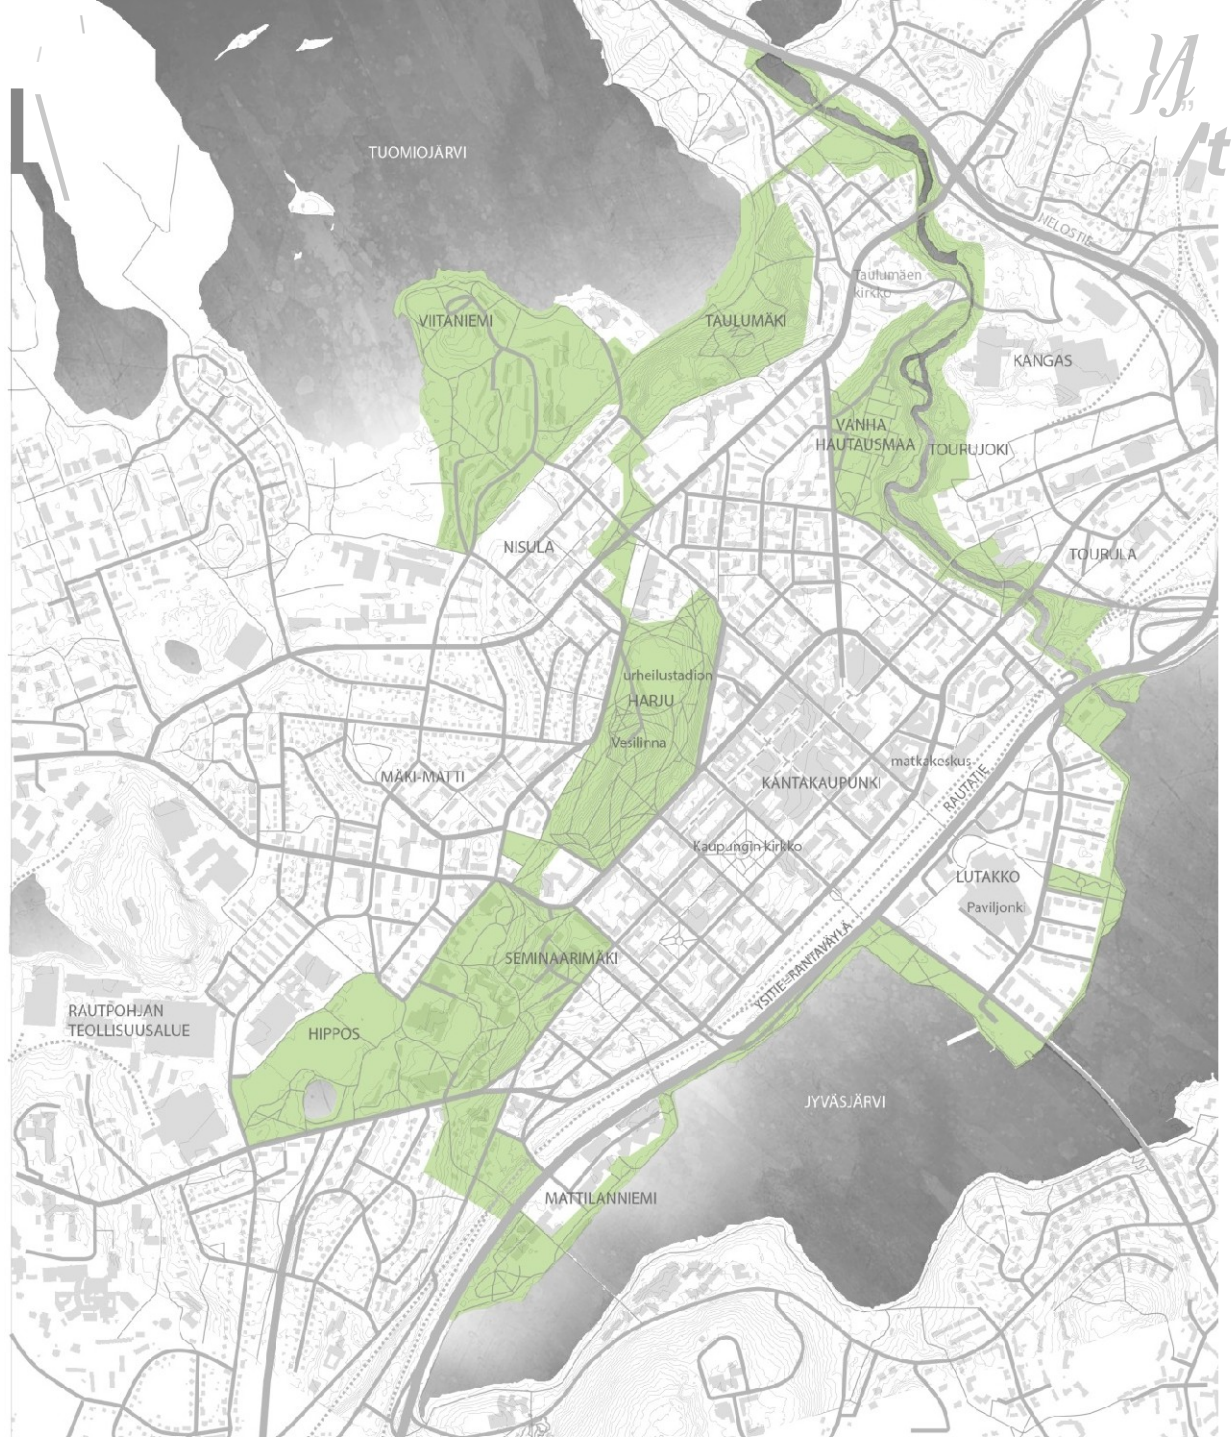 TUOMIOJÄRVI
NELOSTIE
Taulumäen
kirkko
VIITANIEMI
TAULUMÄKI
KANGAS
VANHA
HAUTAUSMAA
TOURUJOKI
NISULA
TOURULA
urheilustadion
HARJU
Vesilinna
MÄKI-MATTI
KANTAKAUPUNKI
matkakeskus
RAUTATIE
Kaupungin kirkko
LUTAKKO
Paviljonki
SEMINAARIMÄKI
YSITIE-RANTAVÄYLÄ
RAUTPOHJAN
TEOLLISUUSALUE
HIPPOS
JYVÄSJÄRVI
MATTILANNIEMI